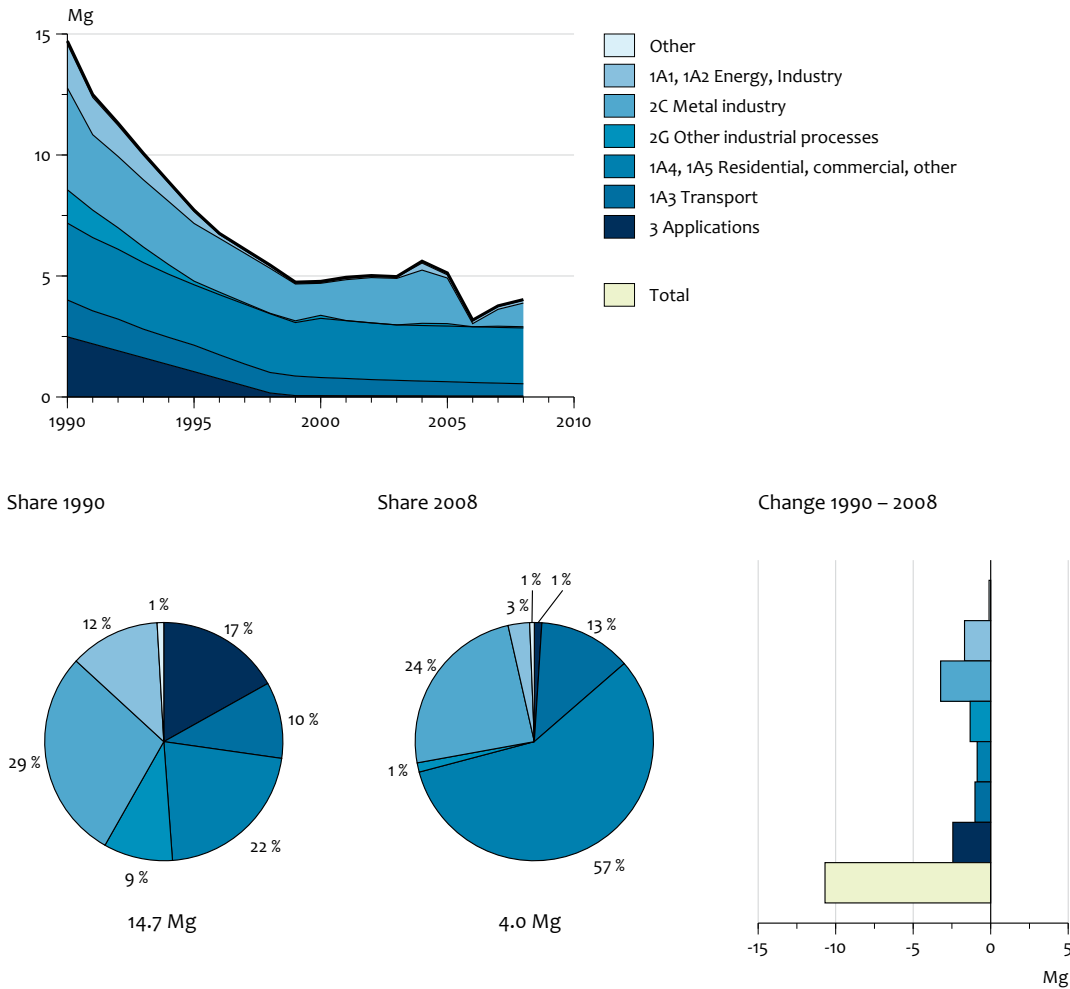 Mg
15
10
5
0
1990
1995
2000
2005
2010
Other
1A1, 1A2 Energy, Industry
2C Metal industry
2G Other industrial processes
1A4, 1A5 Residential, commercial, other
1A3 Transport
3 Applications
Total
Share 1990
1 %
12 %
17 %
10 %
29 %
22 %
9 %
14.7 Mg
Share 2008
1 %
1 %
3 %
13 %
24 %
1 %
57 %
4.0 Mg
Change 1990 – 2008
-15
-10
-5
0
5
Mg